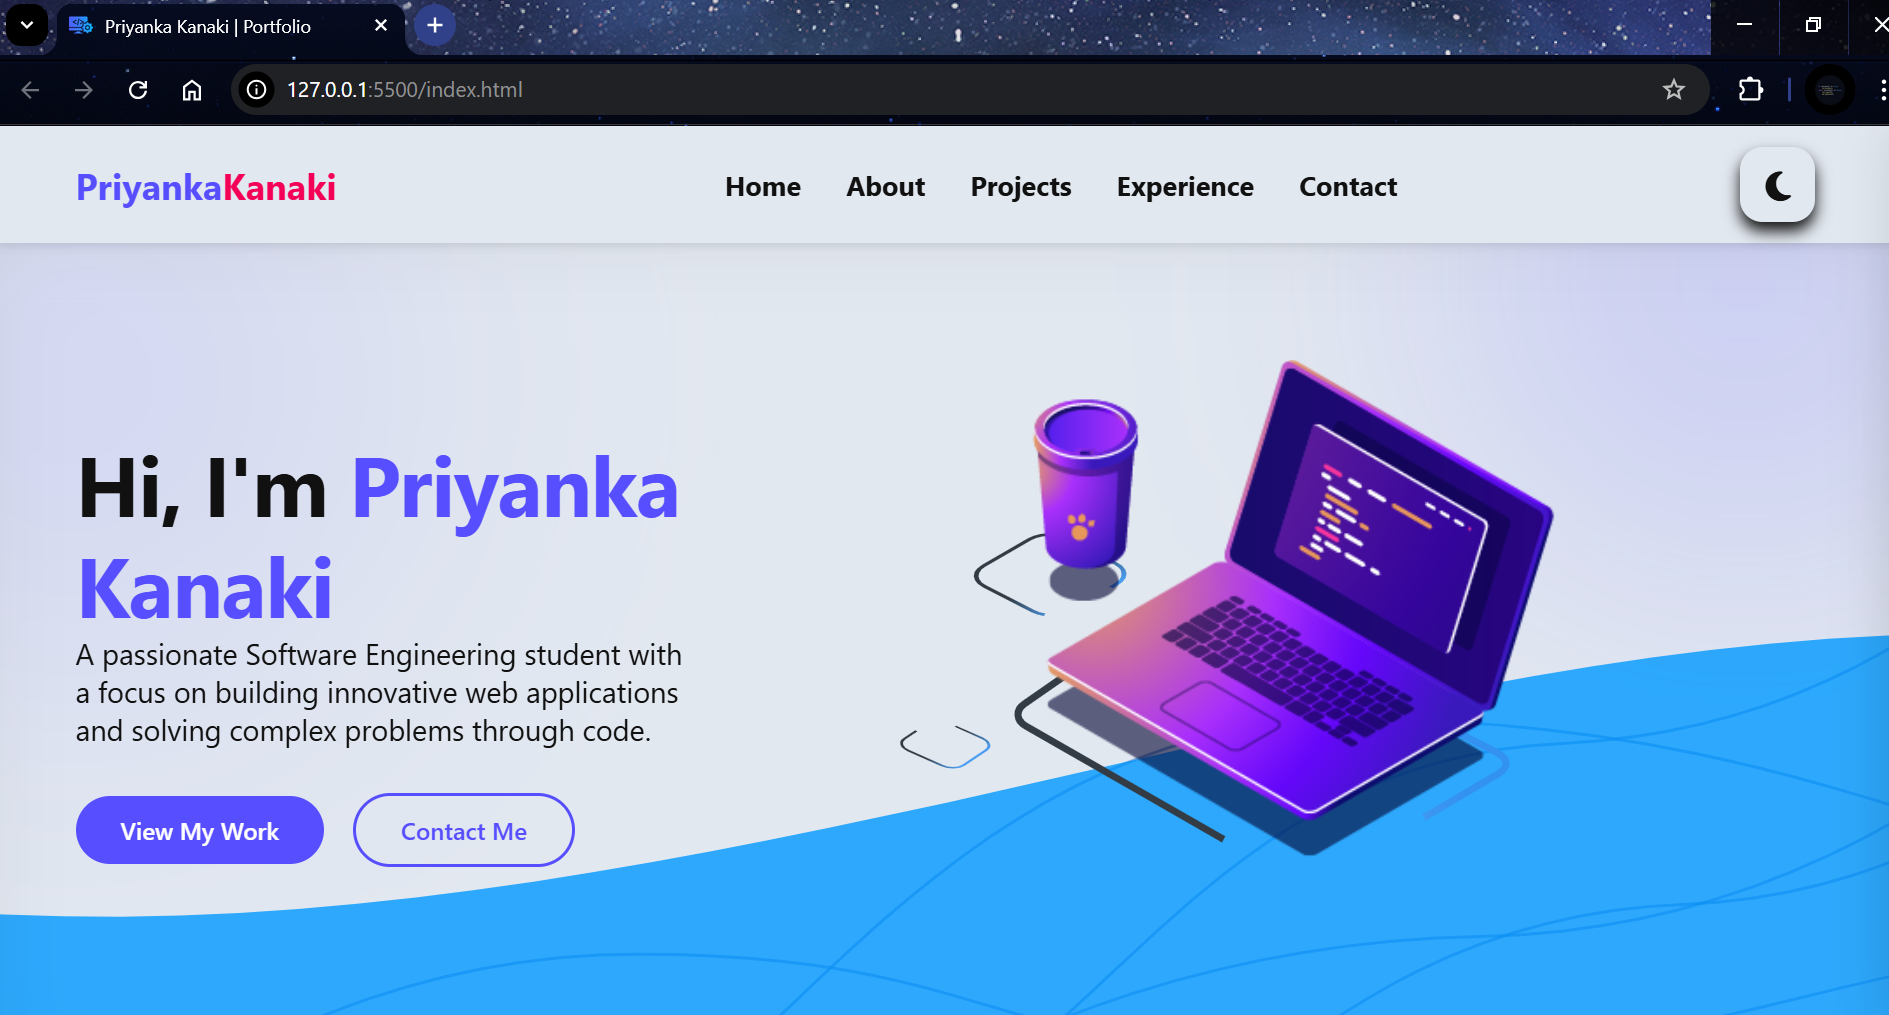 Priyanka Kanaki | Portfolio
127.0.0.1:5500/index.html
PriyankaKanaki
Home About Projects Experience Contact
Hi, I'm Priyanka
Kanaki
A passionate Software Engineering student with
a focus on building innovative web applications
and solving complex problems through code.
View My Work Contact Me